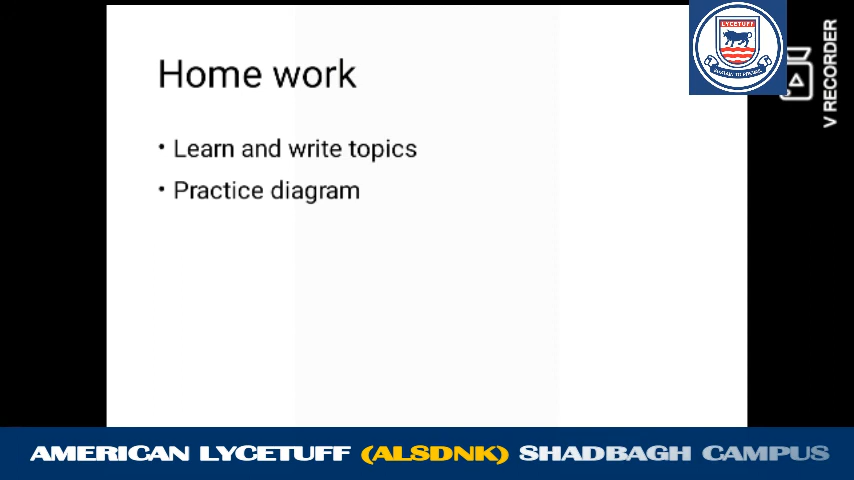 Home work
• Learn and write topics
• Practice diagram
LYCETUFF
V RECORDER
AMERICAN LYCETUFF (ALSDNK) SHADBAGH CAMPUS